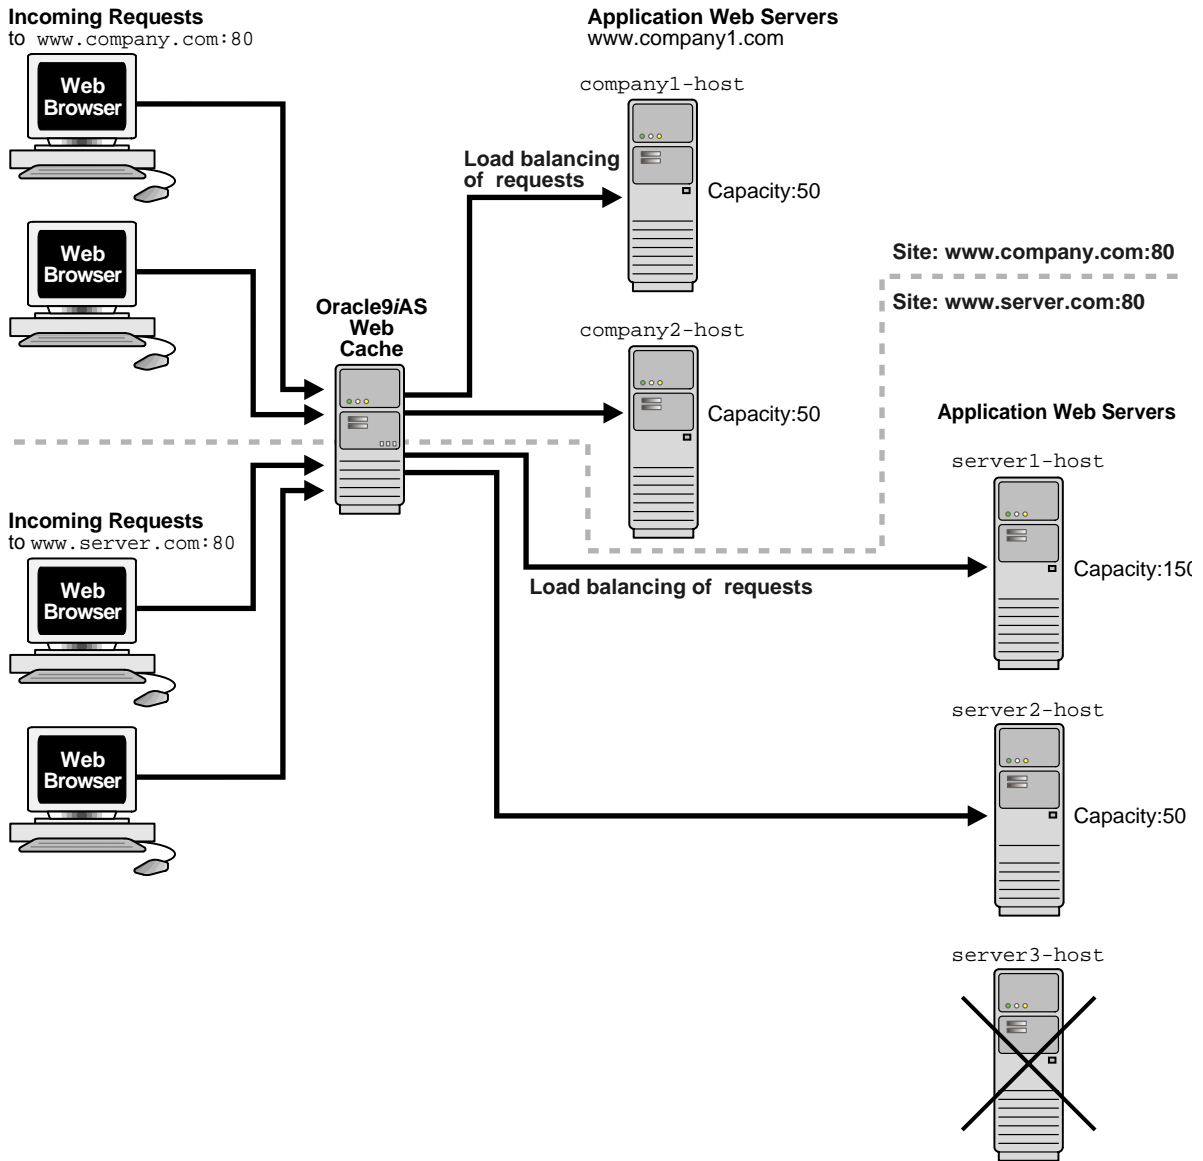 Incoming Requests
to www.company.com:80
Application Web Servers
www.company1.com
Web
Browser
company1-host
Load balancing
of requests
Capacity:50
Web
Browser
Site: www.company.com:80
Site: www.server.com:80
Oracle9iAS
Web
Cache
company2-host
Capacity:50
Application Web Servers
server1-host
Incoming Requests
to www.server.com:80
Capacity:150
Web
Browser
Load balancing of requests
server2-host
Web
Browser
Capacity:50
server3-host